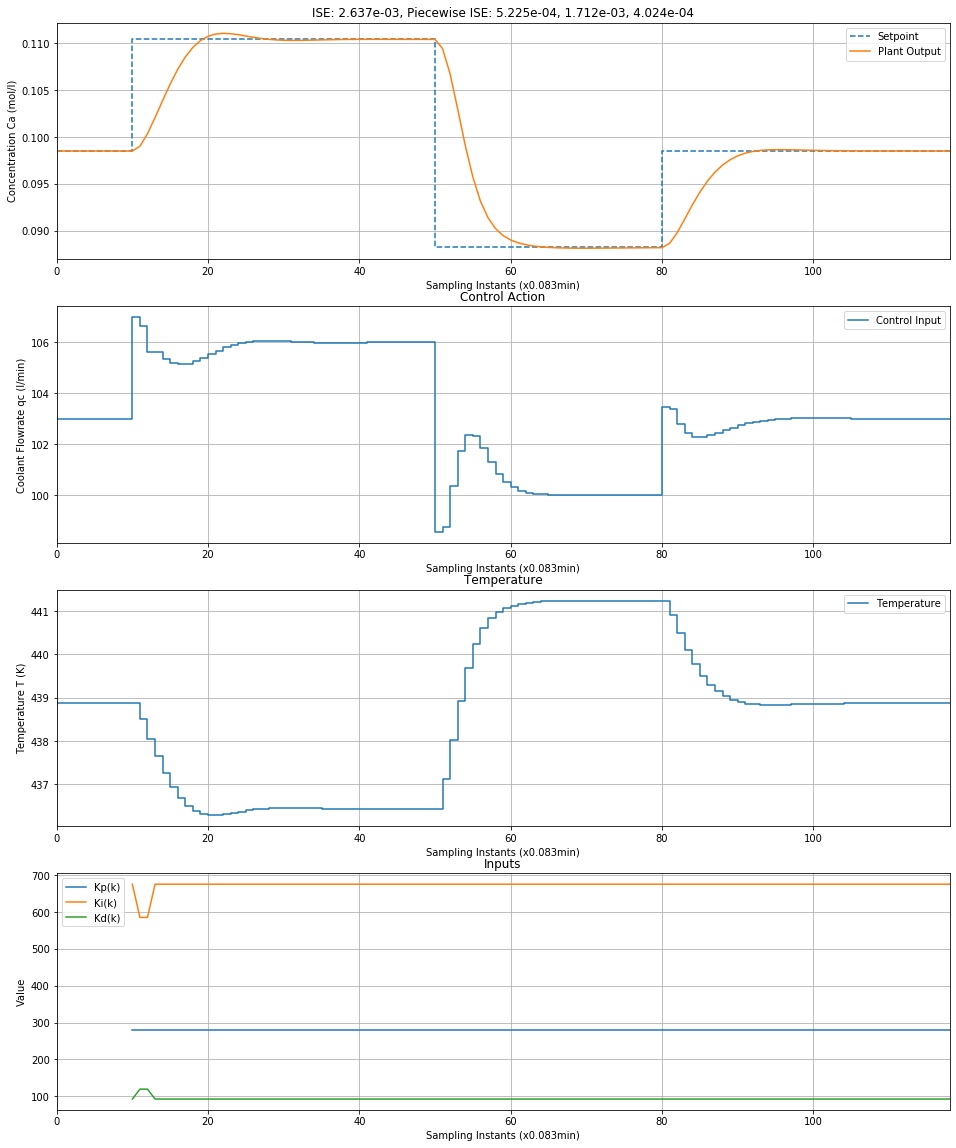 ISE: 2.637e-03, Piecewise ISE: 5.225e-04, 1.712e-03, 4.024e-04
Concentration Ca (mol/l)
0.110
0.105
0.100
0.095
0.090
Setpoint
Plant Output
0 20 40 60 80 100
Sampling Instants (x0.083min)
Control Action
Coolant Flowrate qc (l/min)
106
104
102
100
Control Input
0 20 40 60 80 100
Sampling Instants (x0.083min)
Temperature
Temperature T (K)
441
440
439
438
437
Temperature
0 20 40 60 80 100
Sampling Instants (x0.083min)
Inputs
Value
700
600
500
400
300
200
100
Kp(k)
Ki(k)
Kd(k)
0 20 40 60 80 100
Sampling Instants (x0.083min)